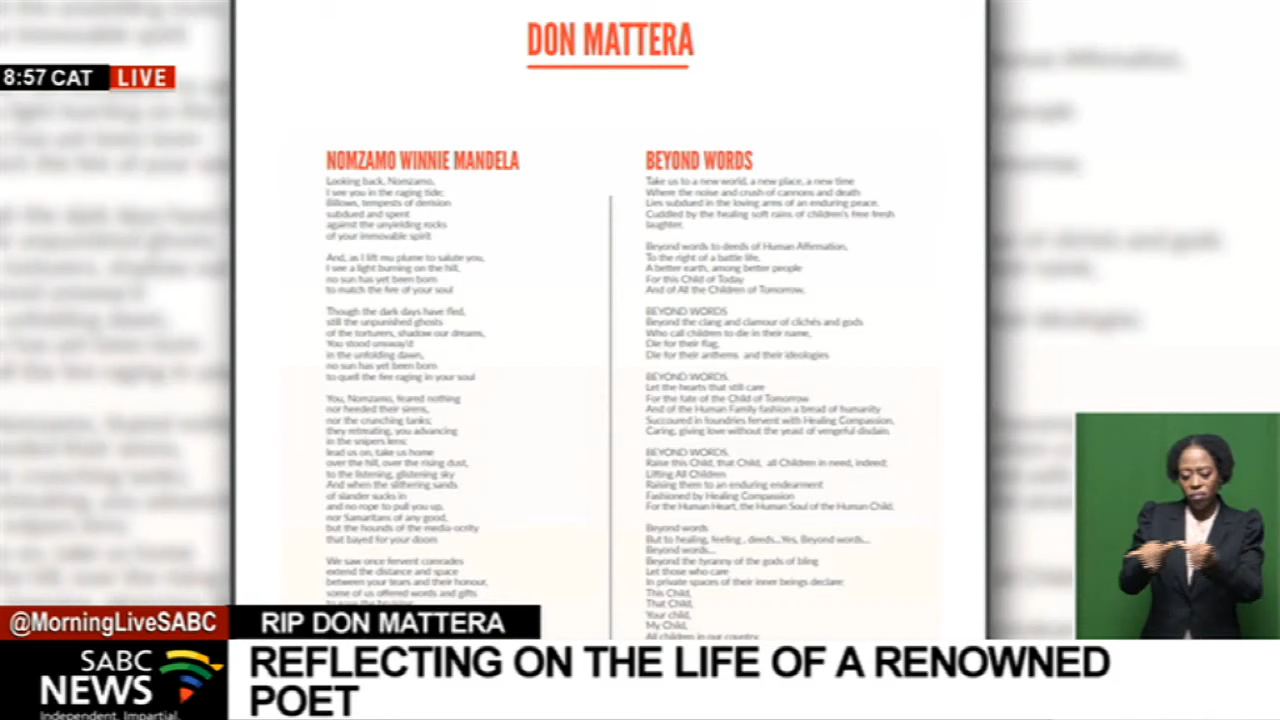 DON MATTERA
8:57 CAT LIVE
NOMZAMO WINNIE MANDELA
Looking back, Nomzamo,
I see you in the raging tide;
Billows, tempests of derision
subdued and spent
against the unyielding rocks
of your immovable spirit
And, as I lift mu plume to salute you,
I see a light burning on the hill,
no sun has yet been born
to match the fire of your soul
Though the dark days have fled,
still the unpunished ghosts
of the torturers, shadow our dreams,
You stood unsway'd
in the unfolding dawn,
no sun has yet been born
to quell the fire raging in your soul
You, Nomzamo, feared nothing
nor heeded their sirens,
nor the crunching tanks;
they retreating, you advancing
in the snipers lens;
lead us on, take us home
over the hill, over the rising dust,
to the listening, glistening sky
And when the slithering sands
of slander sucks in
and no rope to pull you up,
nor Samaritans of any good,
but the hounds of the media-ocrity
that bayed for your doom
We saw once fervent comrades
extend the distance and space
between your tears and their honour,
some of us offered words and gifts
BEYOND WORDS
Take us to a new world, a new place, a new time
Where the noise and crush of cannons and death
Lies subdued in the loving arms of an enduring peace.
Cuddled by the healing soft rains of children's free fresh
laughter.
Beyond words to deeds of Human Affirmation,
To the right of a battle life,
A better earth, among better people
For this Child of Today
And of All the Children of Tomorrow.
BEYOND WORDS
Beyond the clang and clamour of clichés and gods
Who call children to die in their name,
Die for their flag,
Die for their anthems and their ideologies
BEYOND WORDS.
Let the hearts that still care
For the fate of the Child of Tomorrow
And of the Human Family fashion a bread of humanity
Succoured in foundries fervent with Healing Compassion,
Caring, giving love without the yeast of vengeful disdain.
BEYOND WORDS.
Raise this Child, that Child, all Children in need, indeed;
Lifting All Children
Raising them to an enduring endearment
Fashioned by Healing Compassion
For the Human Heart, the Human Soul of the Human Child.
Beyond words
But to healing, feeling , deeds...Yes, Beyond words...
Beyond words...
Beyond the tyranny of the gods of bling
Let those who care
In private spaces of their inner beings declare:
This Child,
That Child,
Your child,
My Child,
All children in our country
@MorningLiveSABC
RIP DON MATTERA
SABC
NEWS
Independent. Impartial.
REFLECTING ON THE LIFE OF A RENOWNED
POET